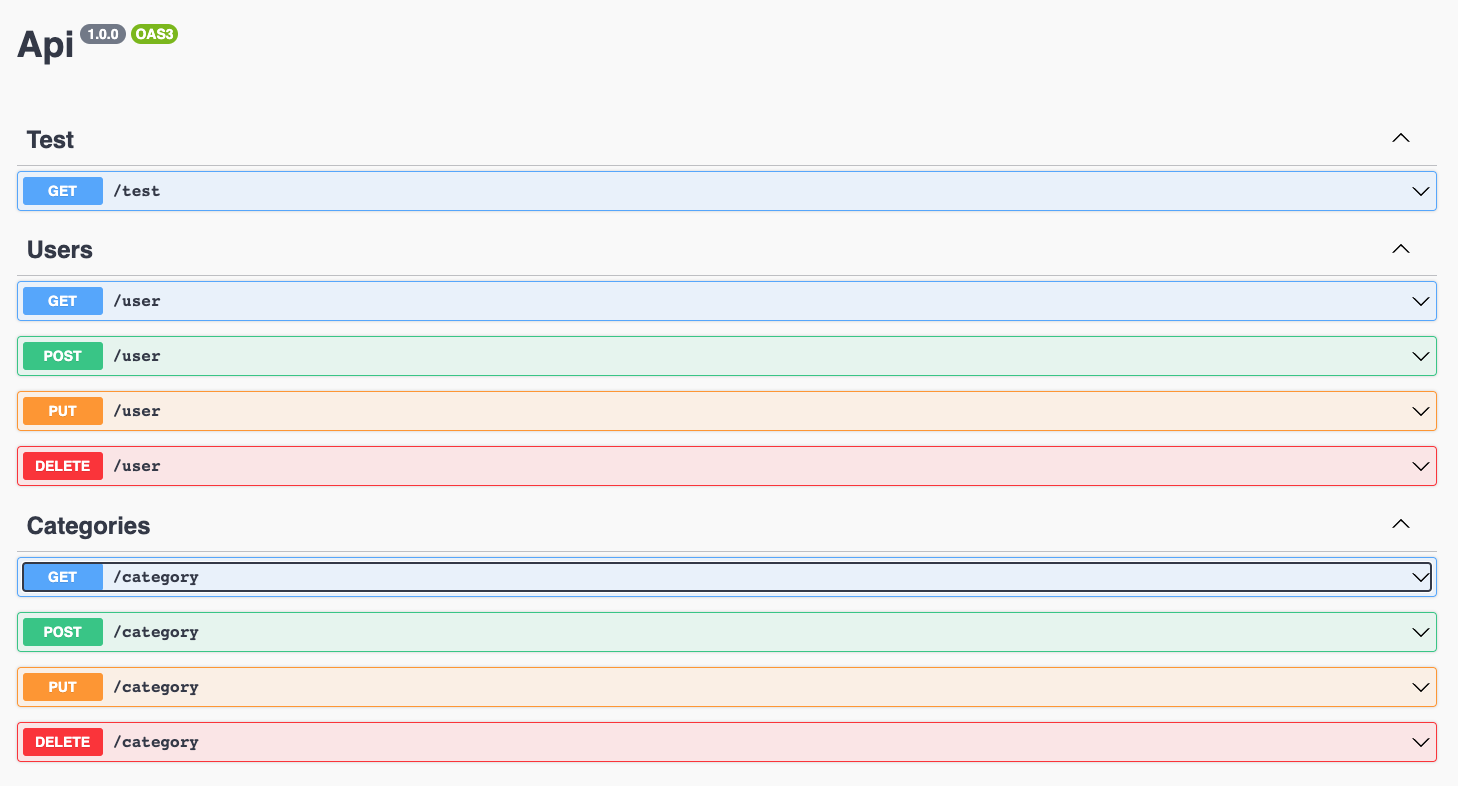 Api 1.0.0 OAS3
Test
GET /test
Users
GET /user
POST /user
PUT /user
DELETE /user
Categories
GET /category
POST /category
PUT /category
DELETE /category